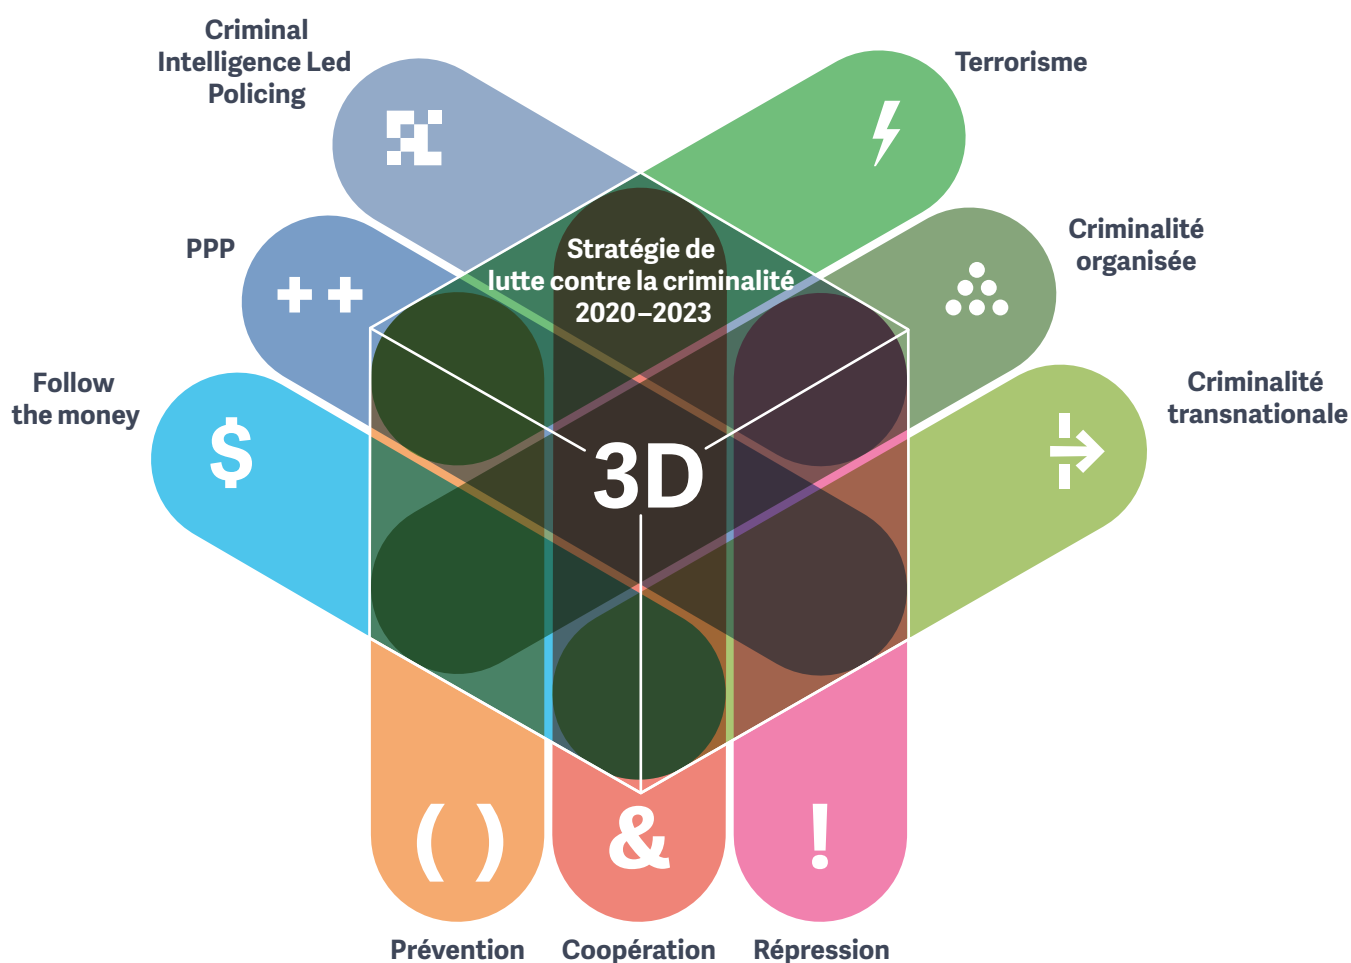 Criminal
Intelligence Led
Policing
Terrorisme
PPP
++
Stratégie de
lutte contre la criminalité
2020–2023
Criminalité
organisée
Follow
the money
$
3D
Criminalité
transnationale
( )
&
!
Prévention
Coopération
Répression